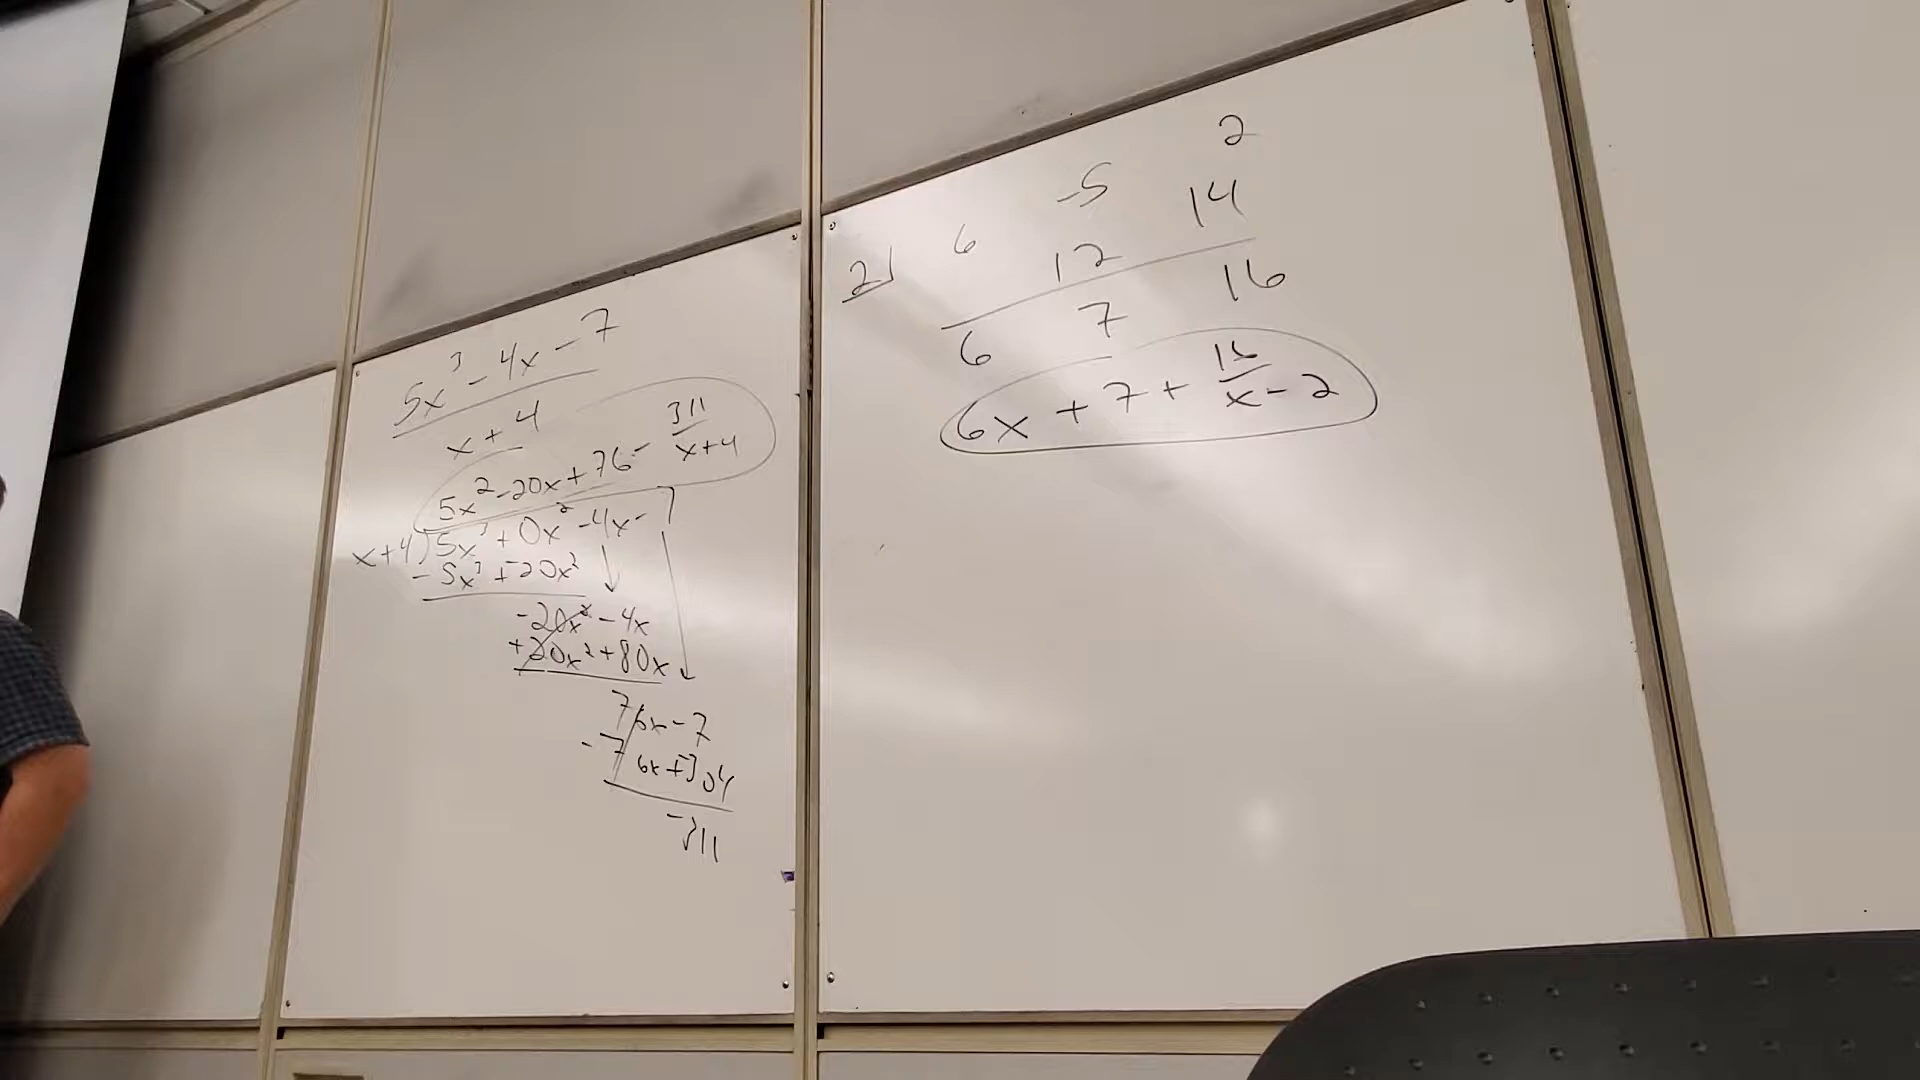 5x³ - 4x - 7
x + 4
5x² - 20x + 76 - 311
x+4
x+4) 5x³ + 0x² - 4x - 7
- 5x³ + -20x²
-20x² - 4x
+20x² + 80x
76x - 7
-76x + -304
-311
2
-5
6
14
2|
12
6 7 16
6x + 7 + 16
x - 2